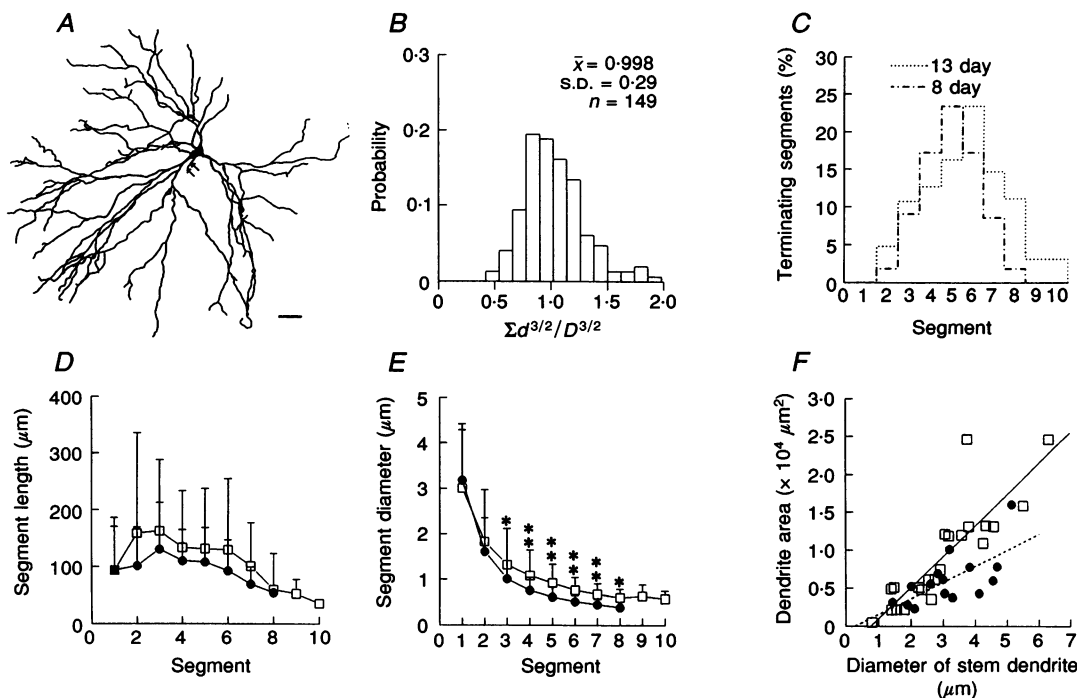 A
B
0·3
0·2
0·1
0
Probability
x̄ = 0·998
S.D. = 0·29
n = 149
0 0·5 1·0 1·5 2·0
Σd^3/2/D^3/2
C
30
25
20
15
10
5
0
Terminating segments (%)
13 day
8 day
0 1 2 3 4 5 6 7 8 9 10
Segment
D
400
300
200
100
0
Segment length (μm)
0 2 4 6 8 10
Segment
E
5
4
3
2
1
0
Segment diameter (μm)
* ** ** ** ** *
0 1 2 3 4 5 6 7 8 9 10
Segment
F
3·0
2·5
2·0
1·5
1·0
0·5
0
Dendrite area (× 10⁴ μm²)
0 1 2 3 4 5 6 7
Diameter of stem dendrite
(μm)